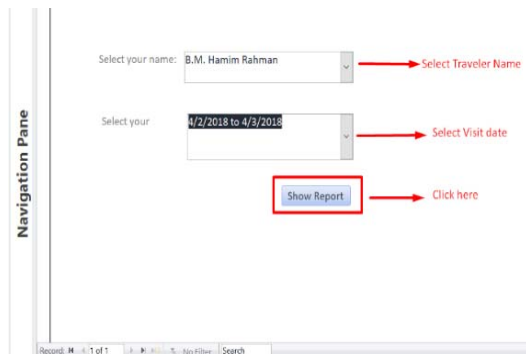 Select your name: B.M. Hamim Rahman Select Traveler Name
Select your 4/2/2018 to 4/3/2018 Select Visit date
Show Report Click here
Navigation Pane
Record: 1 of 1 No Filter Search